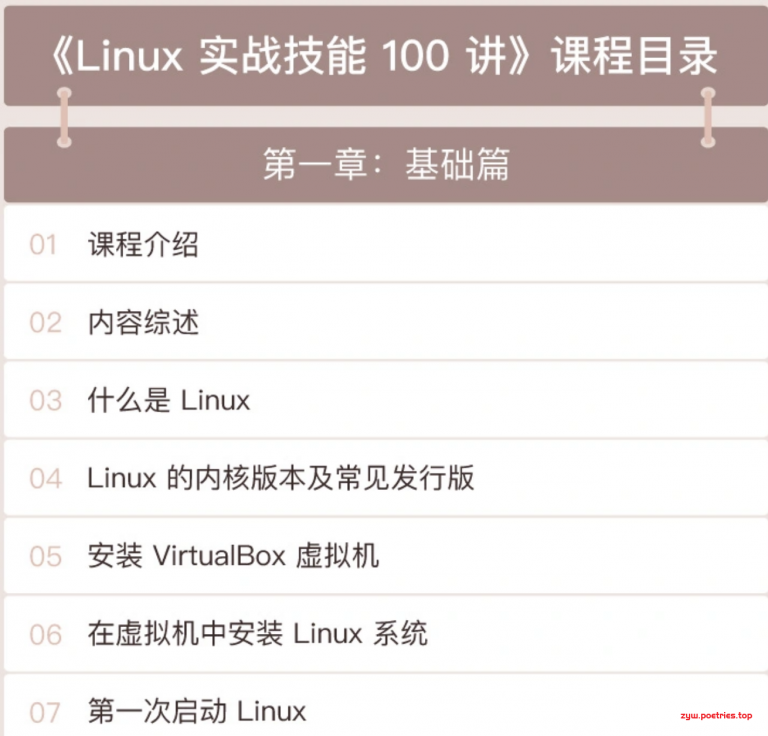 《Linux 实战技能 100 讲》课程目录
第一章：基础篇
01 课程介绍
02 内容综述
03 什么是 Linux
04 Linux 的内核版本及常见发行版
05 安装 VirtualBox 虚拟机
06 在虚拟机中安装 Linux 系统
07 第一次启动 Linux
zyw.poetries.top